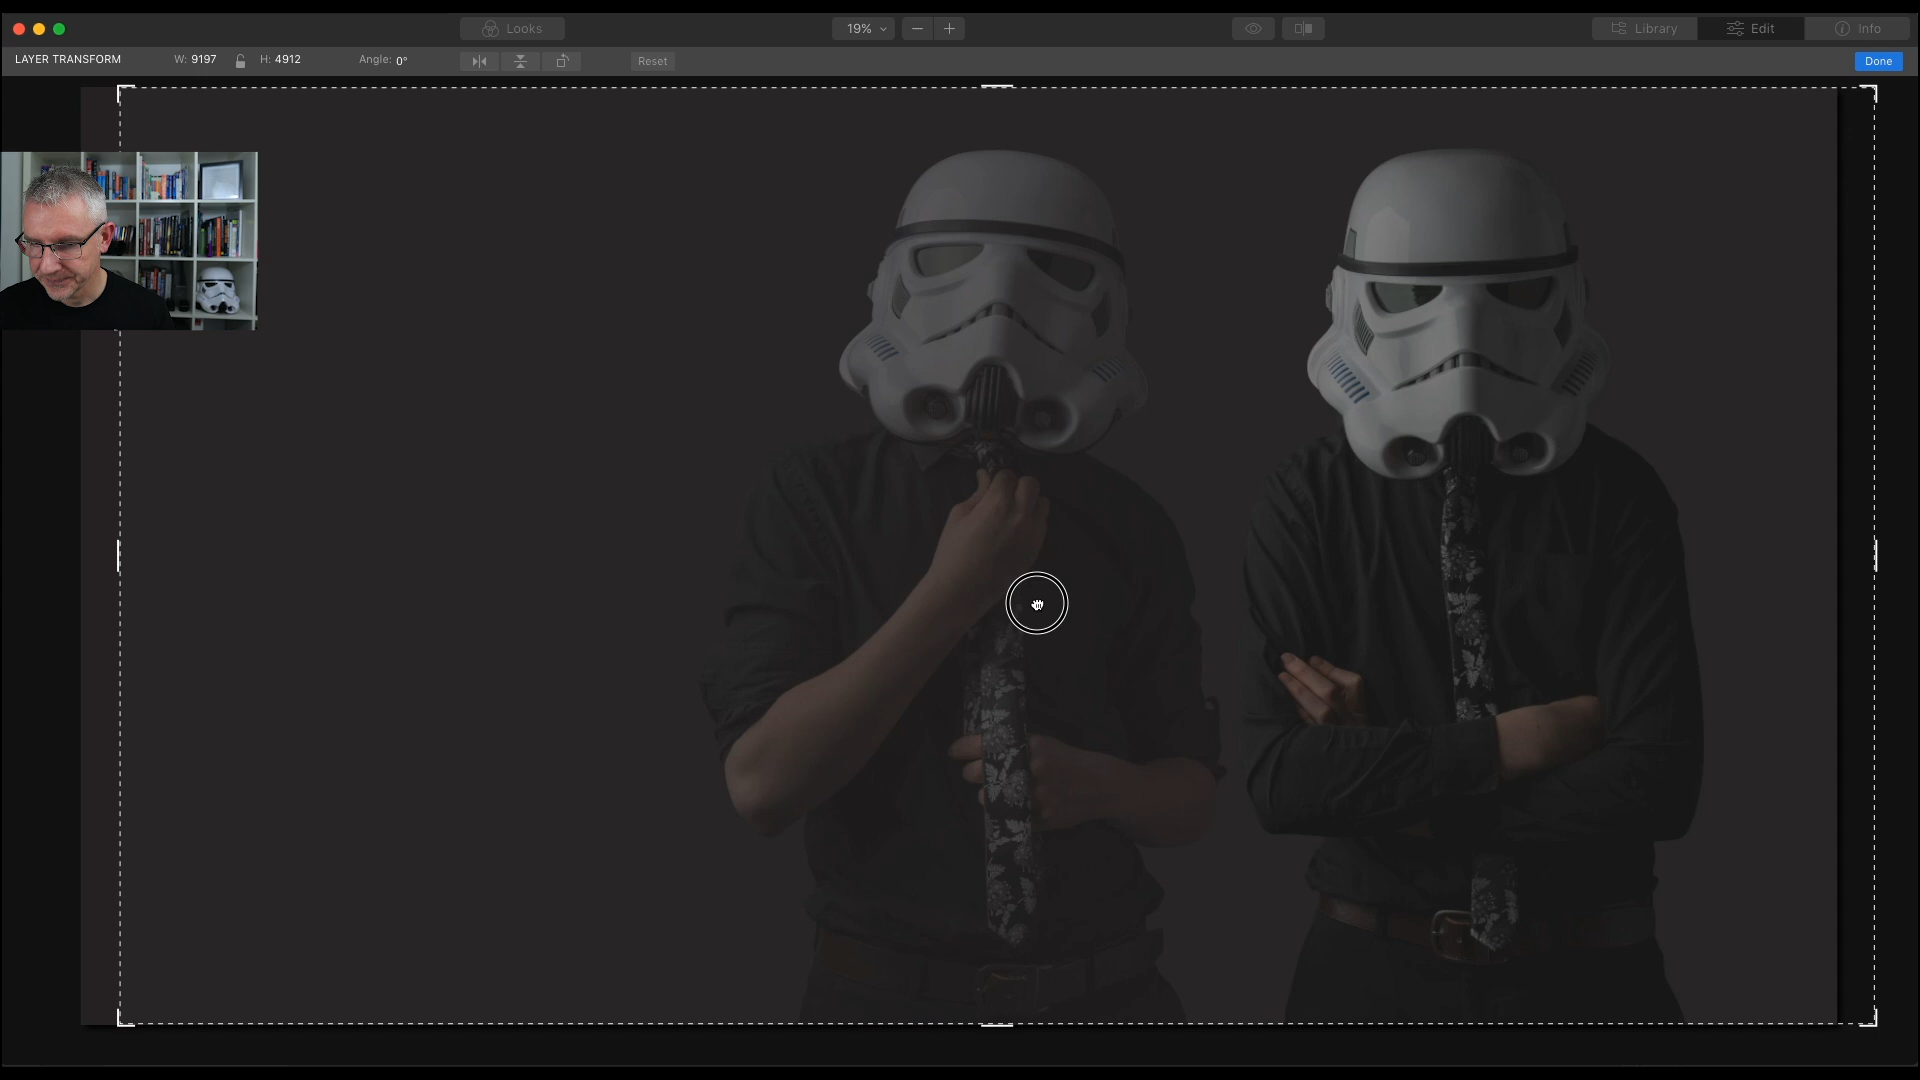 Looks
19%
Library
Edit
Info
LAYER TRANSFORM
W: 9197
H: 4912
Angle: 0°
Reset
Done